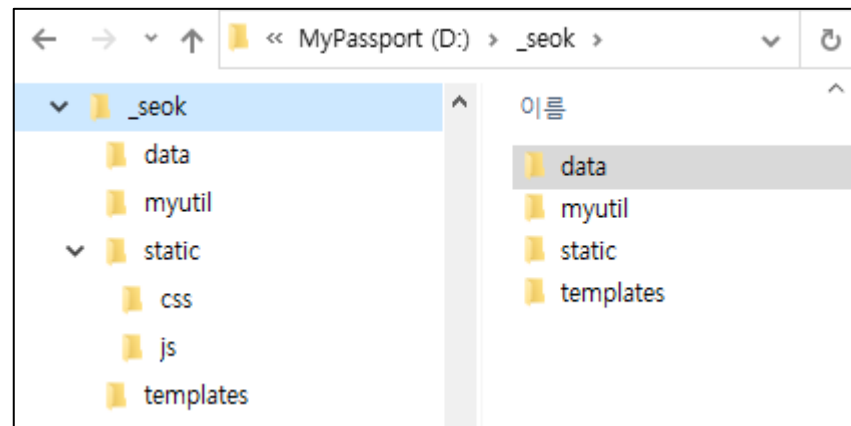 « MyPassport (D:) > _seok >
_seok
data
myutil
static
css
js
templates
이름
data
myutil
static
templates